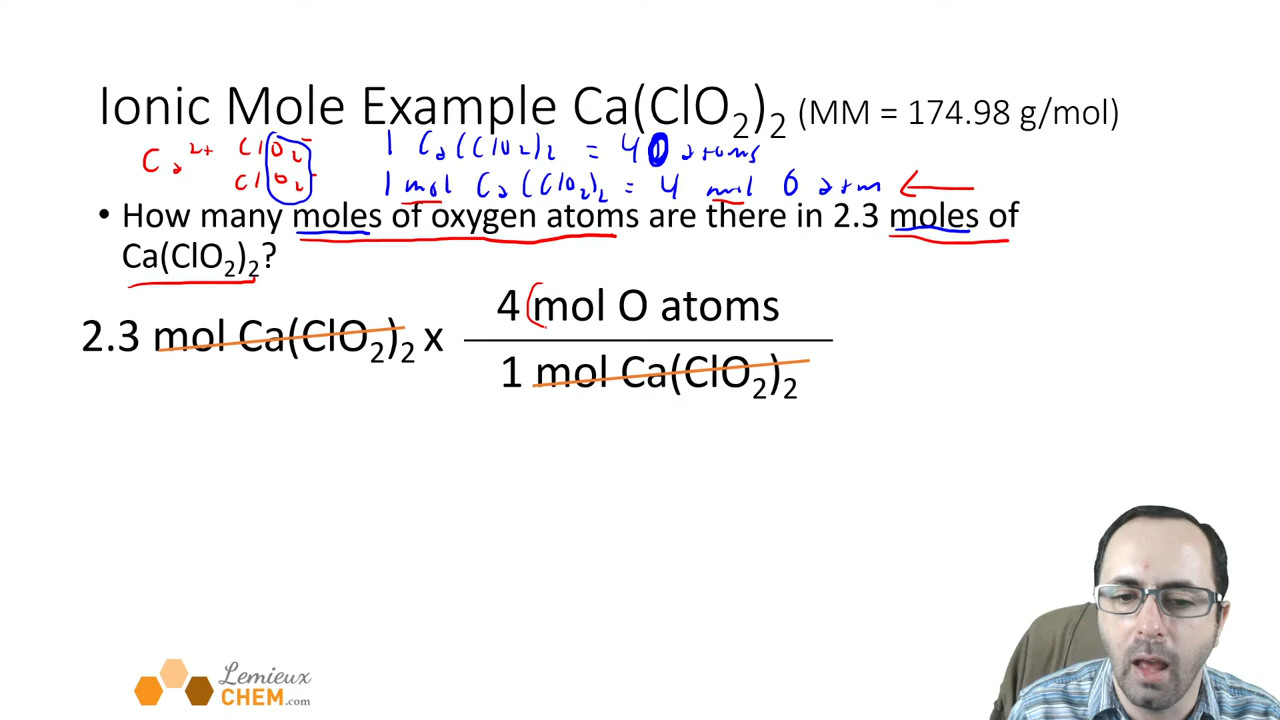 Ionic Mole Example Ca(ClO₂)₂ (MM = 174.98 g/mol)
Ca²⁺ ClO₂⁻ 1 Ca(ClO₂)₂ = 4 O atoms
ClO₂⁻ 1 mol Ca(ClO₂)₂ = 4 mol O atom
• How many moles of oxygen atoms are there in 2.3 moles of
Ca(ClO₂)₂?
4 mol O atoms
2.3 mol Ca(ClO₂)₂ x
1 mol Ca(ClO₂)₂
Lemieux
CHEM.com